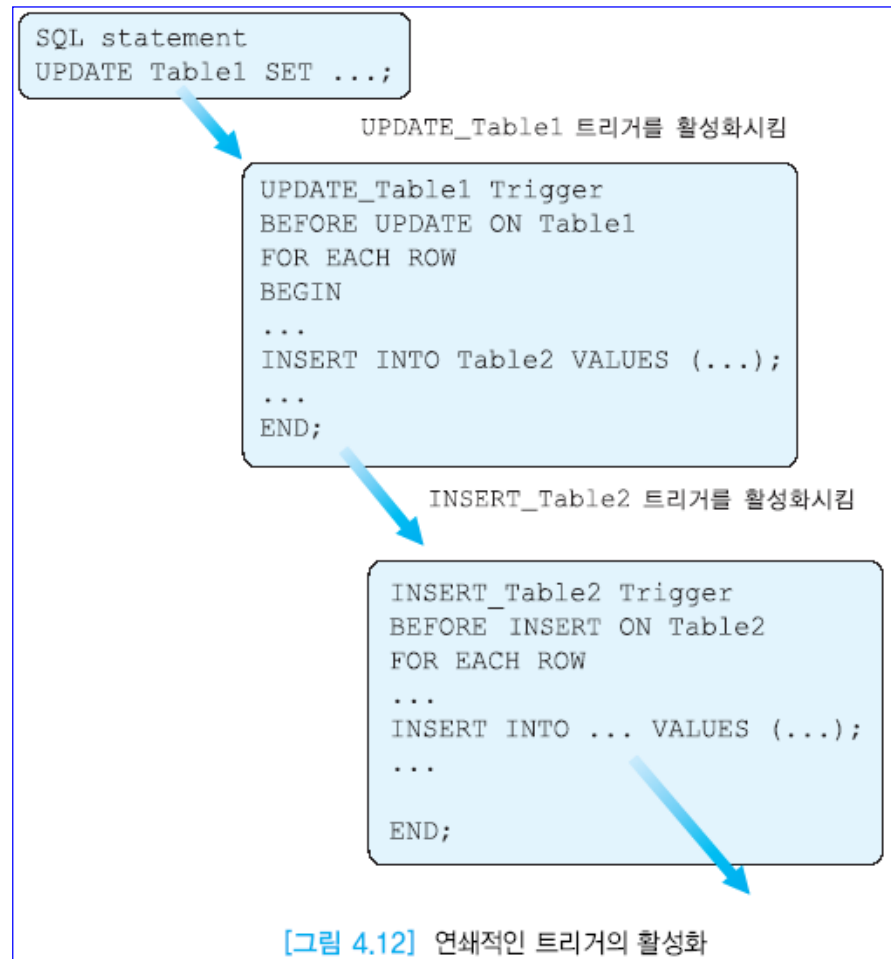 SQL statement
UPDATE Table1 SET ...;
UPDATE_Table1 트리거를 활성화시킴
UPDATE_Table1 Trigger
BEFORE UPDATE ON Table1
FOR EACH ROW
BEGIN
...
INSERT INTO Table2 VALUES (...);
...
END;
INSERT_Table2 트리거를 활성화시킴
INSERT_Table2 Trigger
BEFORE INSERT ON Table2
FOR EACH ROW
...
INSERT INTO ... VALUES (...);
...
END;
[그림 4.12] 연쇄적인 트리거의 활성화